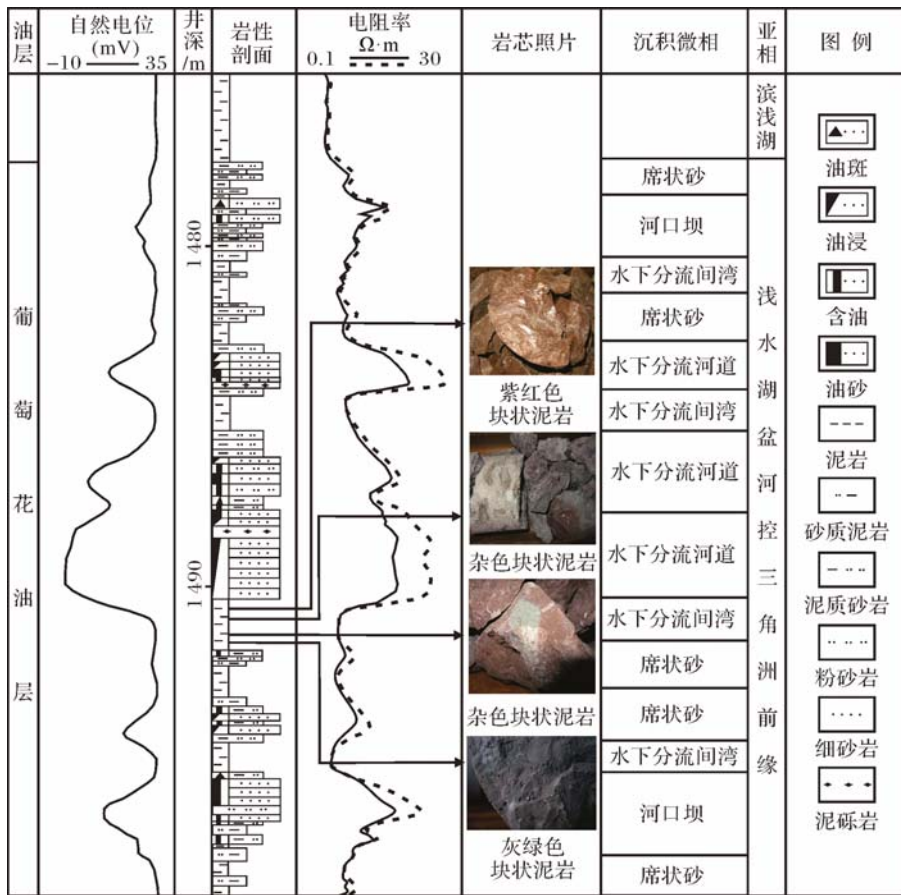 油层
自然电位
(mV)
-10 35
井深
/m
岩性
剖面
电阻率
Ω·m
0.1 30
岩芯照片
沉积微相
亚相
图例
葡萄花油层
1480
1490
紫红色
块状泥岩
杂色块状泥岩
杂色块状泥岩
灰绿色
块状泥岩
席状砂
河口坝
水下分流间湾
席状砂
水下分流河道
水下分流间湾
水下分流河道
水下分流河道
水下分流间湾
席状砂
席状砂
水下分流间湾
河口坝
席状砂
滨浅湖
浅水湖盆河控三角洲前缘
油斑
油浸
含油
油砂
泥岩
砂质泥岩
泥质砂岩
粉砂岩
细砂岩
泥砾岩